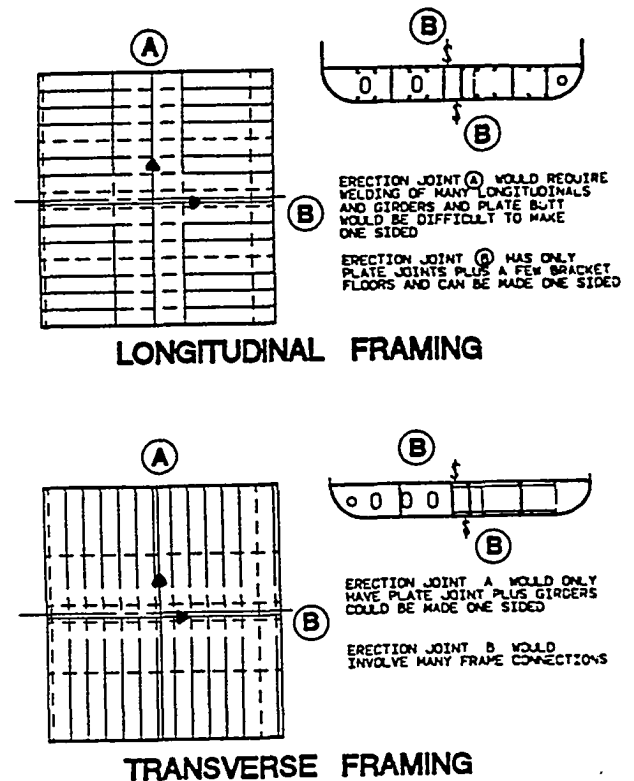 A
B
B
ERECTION JOINT A WOULD REQUIRE
WELDING OF MANY LONGITUDINALS
AND GIRDERS AND PLATE BUTT
WOULD BE DIFFICULT TO MAKE
ONE SIDED
B
ERECTION JOINT B HAS ONLY
PLATE JOINTS PLUS A FEW BRACKET
FLOORS AND CAN BE MADE ONE SIDED
LONGITUDINAL FRAMING
A
B
B
ERECTION JOINT A WOULD ONLY
HAVE PLATE JOINT PLUS GIRDERS
COULD BE MADE ONE SIDED
B
ERECTION JOINT B WOULD
INVOLVE MANY FRAME CONNECTIONS
TRANSVERSE FRAMING